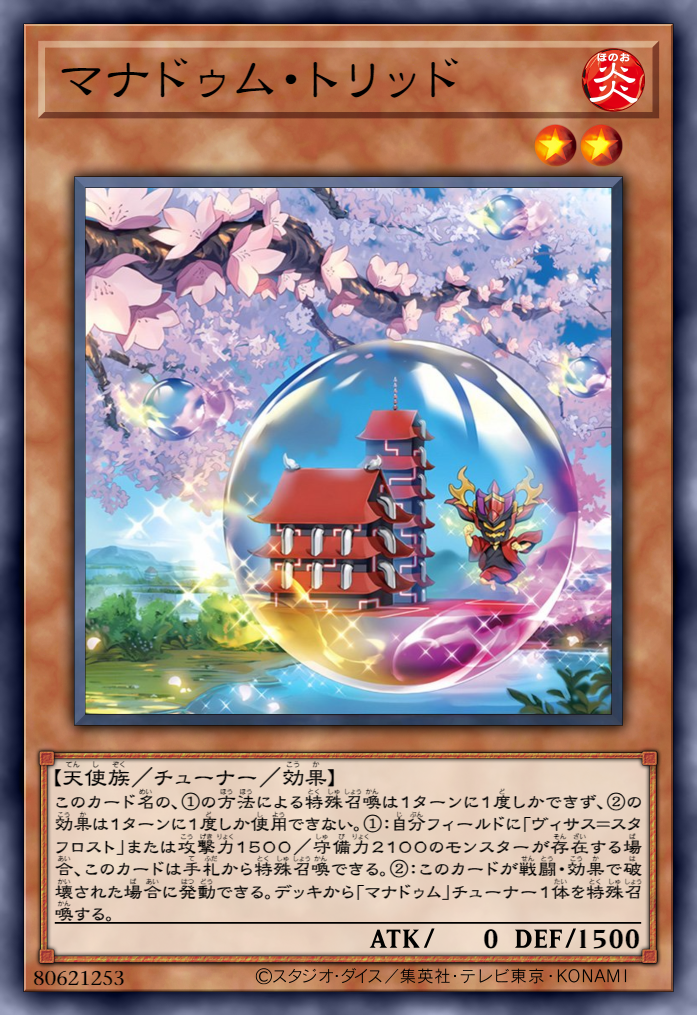 マナドゥム・トリッド
ほのお
炎
【天使族／チューナー／効果】
このカード名の、①の方法による特殊召喚は1ターンに1度しかできず、②の
効果は1ターンに1度しか使用できない。①:自分フィールドに「ヴィサス=スタ
フロスト」または攻撃力1500／守備力2100のモンスターが存在する場
合、このカードは手札から特殊召喚できる。②:このカードが戦闘・効果で破
壊された場合に発動できる。デッキから「マナドゥム」チューナー1体を特殊召
喚する。
ATK/ 0 DEF/1500
80621253 ©スタジオ・ダイス／集英社・テレビ東京・KONAMI